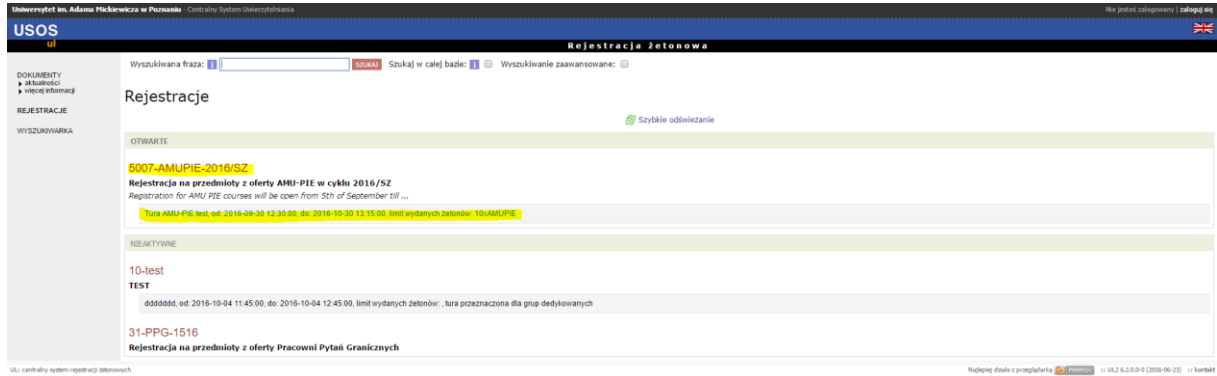 Uniwersytet im. Adama Mickiewicza w Poznaniu - Centralny System Uwierzytelniania
Nie jesteś zalogowany | zaloguj się
USOS
ul
Rejestracja żetonowa
Wyszukiwana fraza: SZUKAJ Szukaj w całej bazie: Wyszukiwanie zaawansowane:
DOKUMENTY
aktualności
więcej informacji
REJESTRACJE
WYSZUKIWARKA
Rejestracje
Szybkie odświeżanie
OTWARTE
5007-AMUPIE-2016/SZ
Rejestracja na przedmioty z oferty AMU-PIE w cyklu 2016/SZ
Registration for AMU PIE courses will be open from 5th of September till ...
Tura AMU-PIE test, od: 2016-09-30 12:30:00, do: 2016-10-30 13:15:00, limit wydanych żetonów: 10xAMUPIE
NIEAKTYWNE
10-test
TEST
ddddddd, od: 2016-10-04 11:45:00, do: 2016-10-04 12:45:00, limit wydanych żetonów: , tura przeznaczona dla grup dedykowanych
31-PPG-1516
Rejestracja na przedmioty z oferty Pracowni Pytań Granicznych
UL: centralny system rejestracji żetonowych
Najlepiej działa z przeglądarką :: UL2 6.2.0.0-0 (2016-06-23) :: kontakt